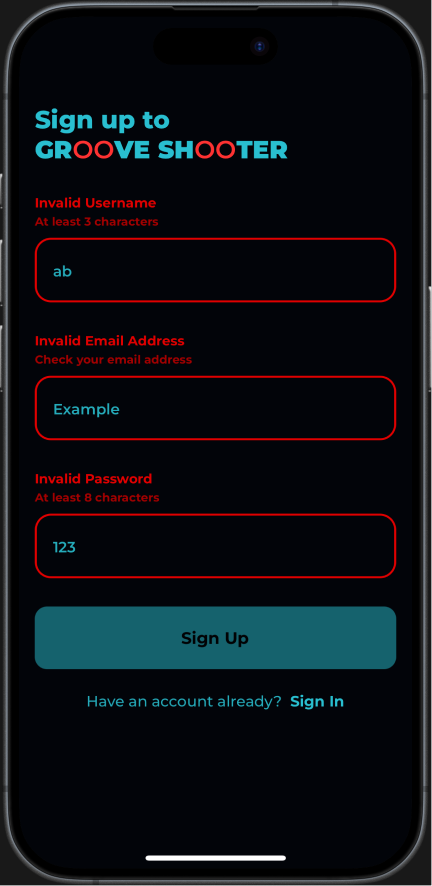 Sign up to
GROOVE SHOOTER
Invalid Username
At least 3 characters
ab
Invalid Email Address
Check your email address
Example
Invalid Password
At least 8 characters
123
Sign Up
Have an account already? Sign In